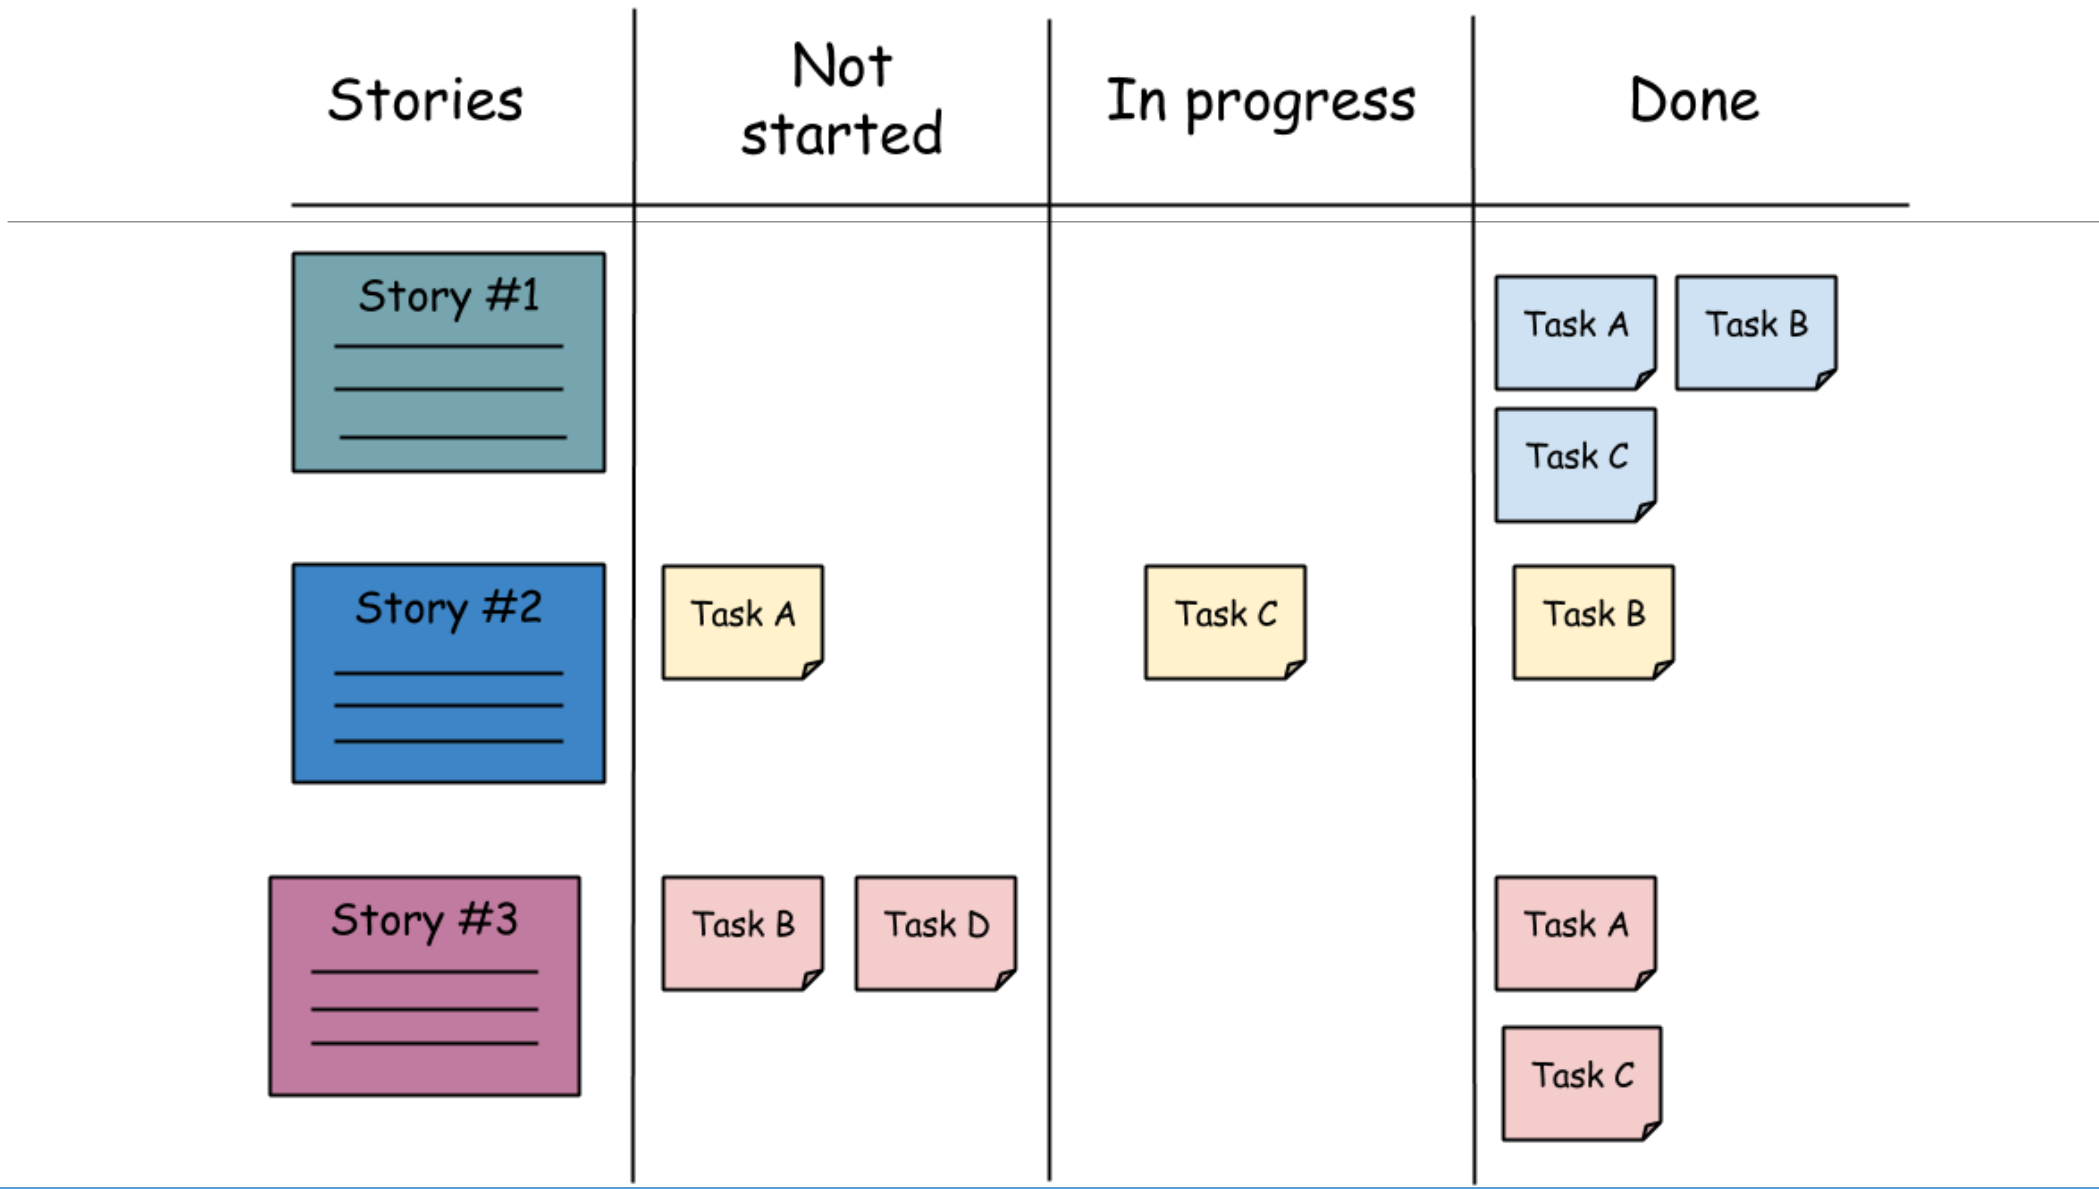 Stories
Not
started
In progress
Done
Story #1
Task A
Task B
Task C
Story #2
Task A
Task C
Task B
Story #3
Task B
Task D
Task A
Task C